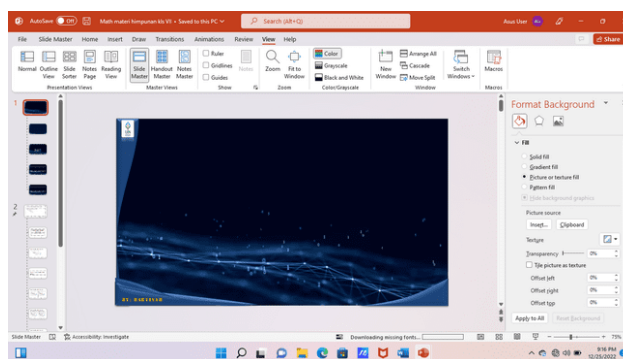 AutoSave On Math materi himpunan kls VII • Saved to this PC Search (Alt+Q) Asus User
File Slide Master Home Insert Draw Transitions Animations Review View Help Share
Normal Outline View Slide Sorter Notes Page Reading View Slide Master Handout Master Notes Master Ruler Gridlines Guides Notes Zoom Fit to Window Color Grayscale Black and White New Window Arrange All Cascade Move Split Switch Windows Macros
Presentation Views Master Views Show Zoom Color/Grayscale Window Macros
1
2
Format Background
Fill
Solid fill
Gradient fill
Picture or texture fill
Pattern fill
Hide background graphics
Picture source
Insert... Clipboard
Texture
Transparency 0%
Tile picture as texture
Offset left 0%
Offset right 0%
Offset top 0%
Apply to All Reset Background
Slide Master Accessibility: Investigate Downloading missing fonts... 75%
9:16 PM
12/25/2022